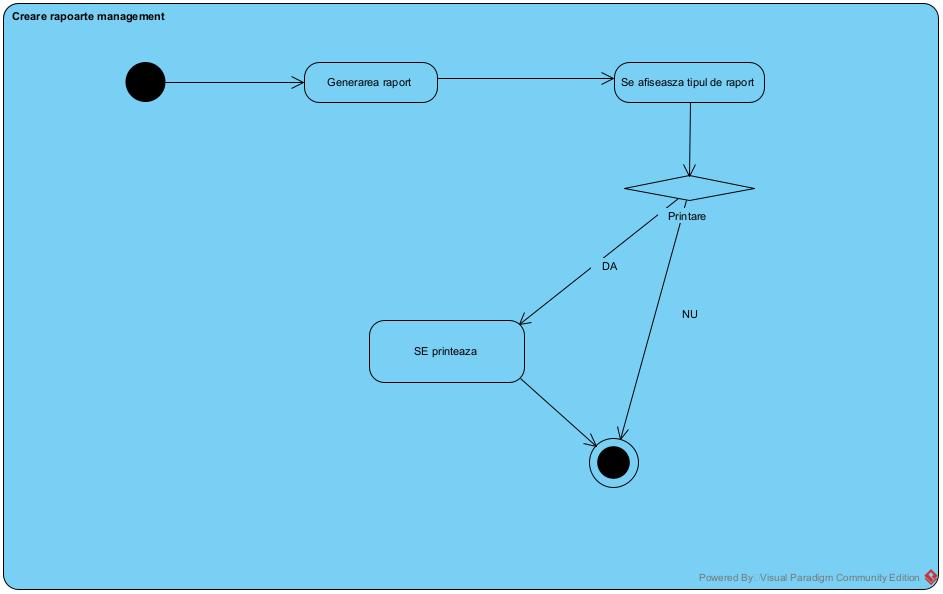 Creare rapoarte management
Generarea raport
Se afiseasza tipul de raport
Printare
DA
NU
SE printeaza
Powered By Visual Paradigm Community Edition